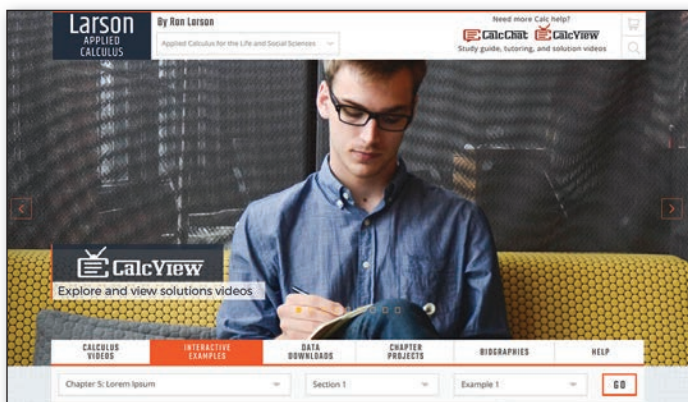 Larson
APPLIED
CALCULUS
By Ron Larson
Applied Calculus for the Life and Social Sciences
Need more Calc help?
CalcChat CalcView
Study guide, tutoring, and solution videos
CalcView
Explore and view solutions videos
CALCULUS VIDEOS
INTERACTIVE EXAMPLES
DATA DOWNLOADS
CHAPTER PROJECTS
BIOGRAPHIES
HELP
Chapter 5: Lorem Ipsum
Section 1
Example 1
GO